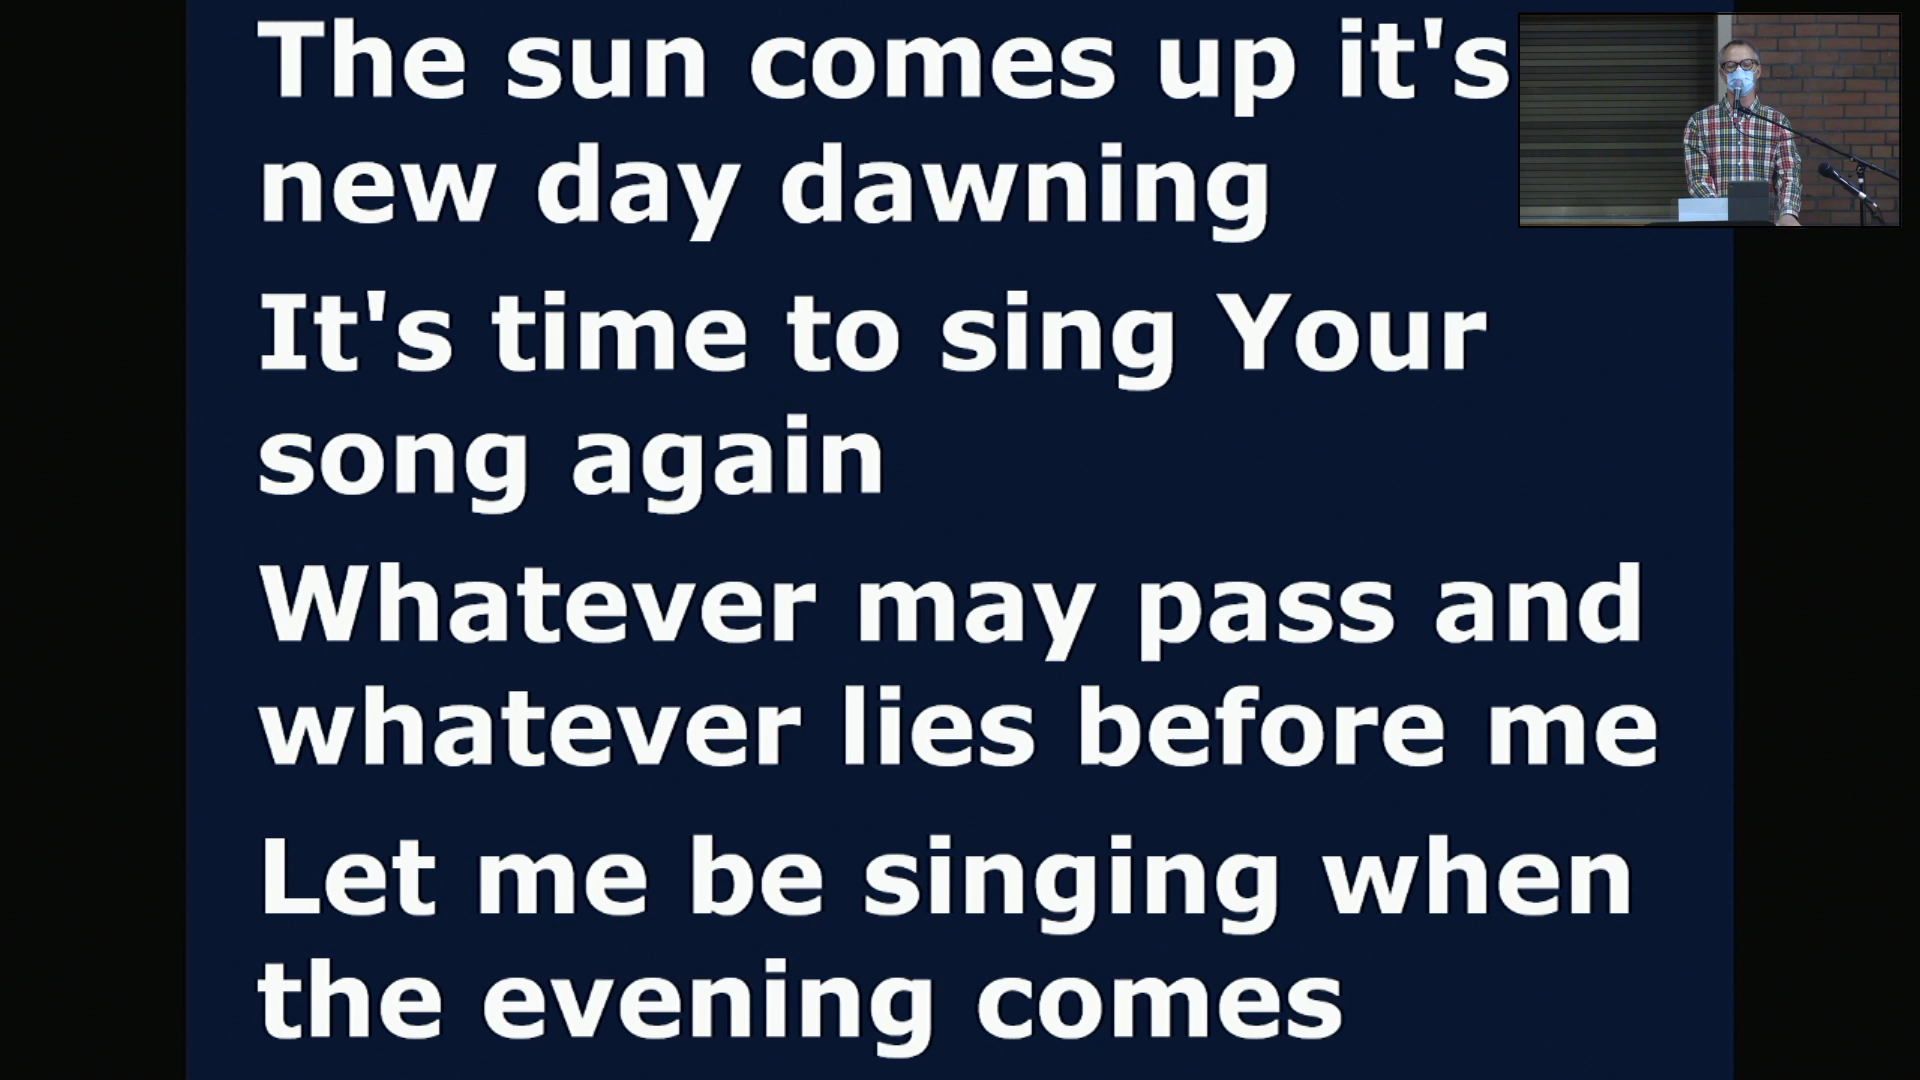 The sun comes up it's
new day dawning
It's time to sing Your
song again
Whatever may pass and
whatever lies before me
Let me be singing when
the evening comes